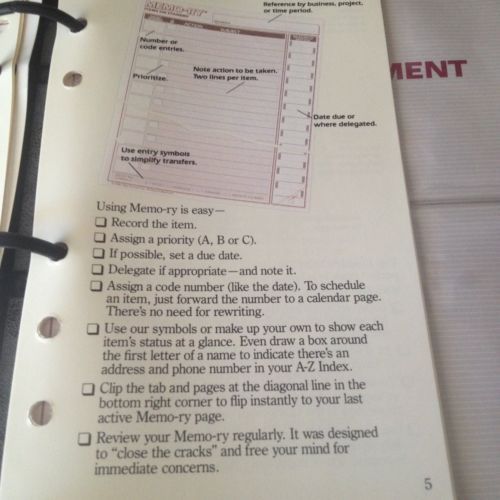 Reference by business, project,
or time period.
MEMO-RY
ACTION
Number or
code entries.
Note action to be taken.
Two lines per item.
Prioritize.
MENT
Date due or
where delegated.
Use entry symbols
to simplify transfers.
Using Memo-ry is easy—
❑ Record the item.
❑ Assign a priority (A, B or C).
❑ If possible, set a due date.
❑ Delegate if appropriate—and note it.
❑ Assign a code number (like the date). To schedule
an item, just forward the number to a calendar page.
There's no need for rewriting.
❑ Use our symbols or make up your own to show each
item's status at a glance. Even draw a box around
the first letter of a name to indicate there's an
address and phone number in your A-Z Index.
❑ Clip the tab and pages at the diagonal line in the
bottom right corner to flip instantly to your last
active Memo-ry page.
❑ Review your Memo-ry regularly. It was designed
to “close the cracks” and free your mind for
immediate concerns.
5